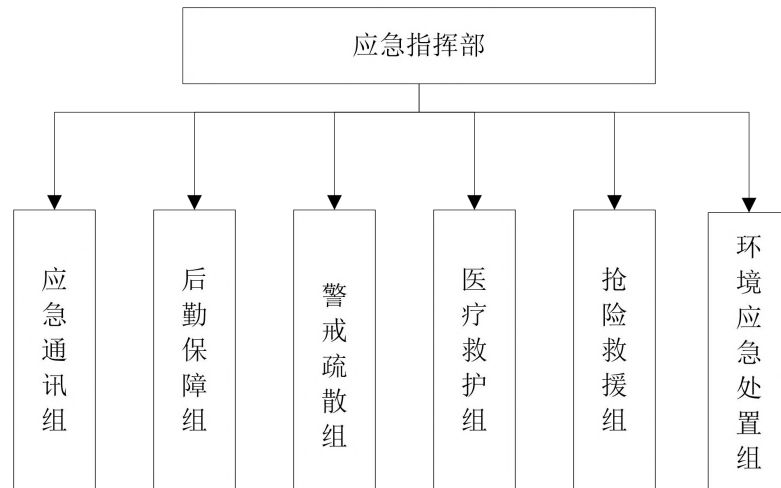 应急指挥部
应急通讯组
后勤保障组
警戒疏散组
医疗救护组
抢险救援组
环境应急处置组